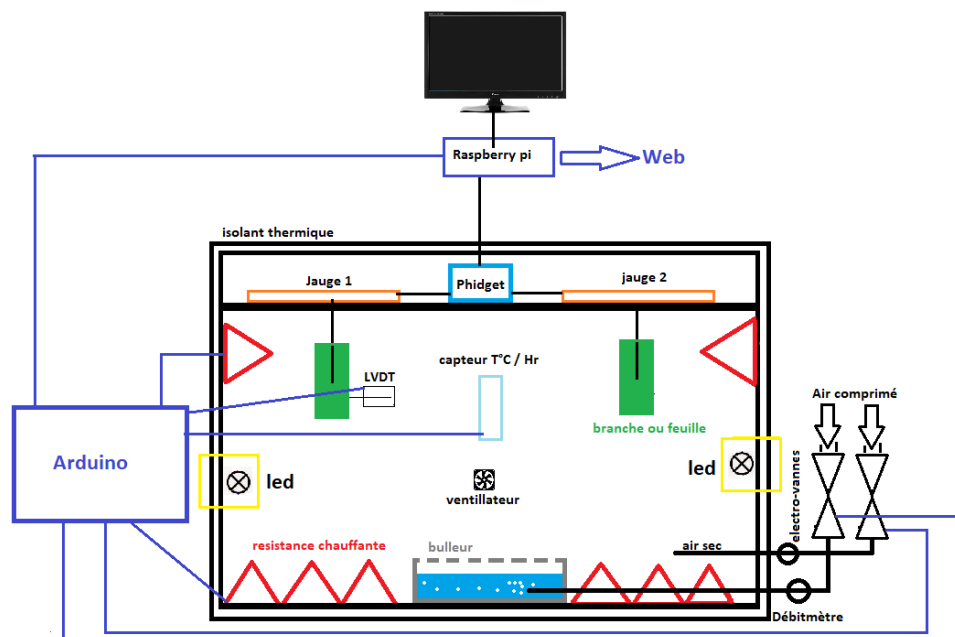 Raspberry pi
Web
isolant thermique
Jauge 1
Phidget
jauge 2
capteur T°C / Hr
LVDT
Air comprimé
branche ou feuille
Arduino
led
led
electro-vannes
ventillateur
resistance chauffante
bulleur
air sec
Débitmètre